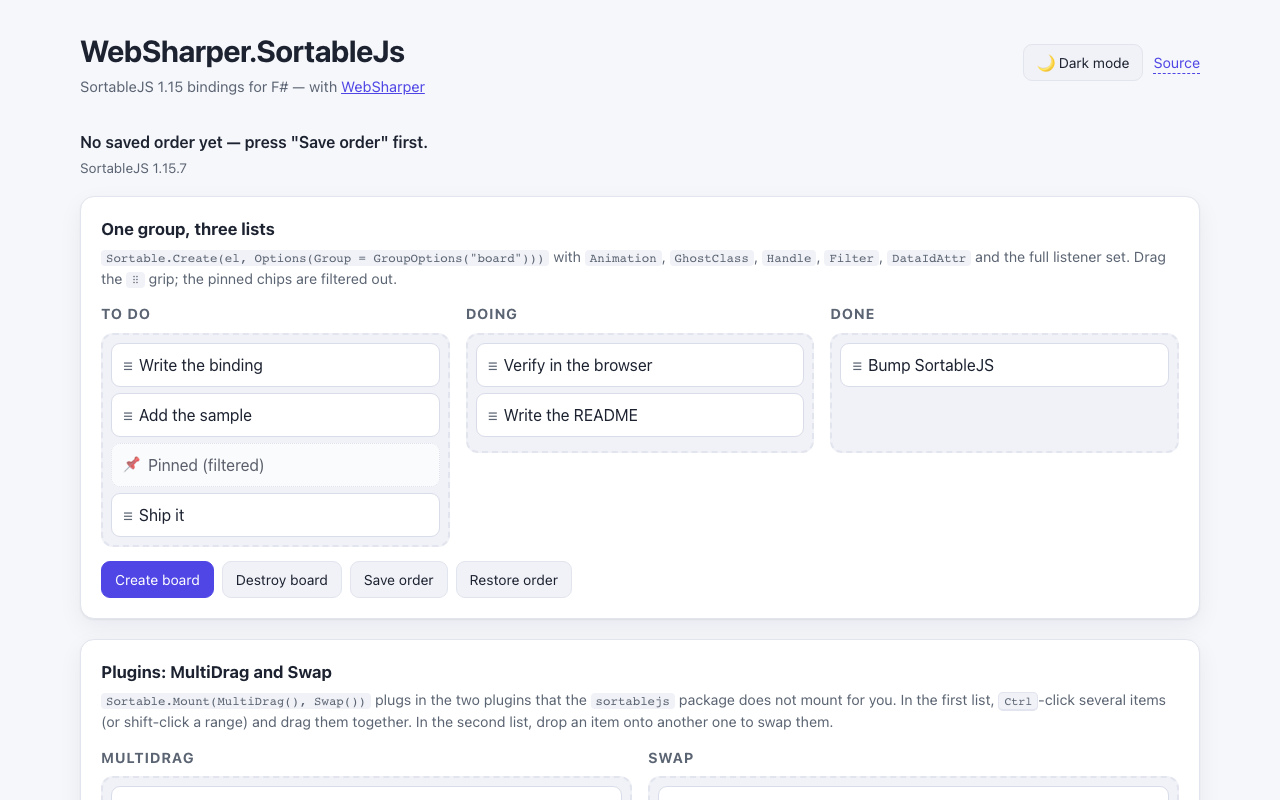 WebSharper.SortableJs
SortableJS 1.15 bindings for F# — with WebSharper
🌙 Dark mode
Source
No saved order yet — press "Save order" first.
SortableJS 1.15.7
One group, three lists
Sortable.Create(el, Options(Group = GroupOptions("board"))) with Animation, GhostClass, Handle, Filter, DataIdAttr and the full listener set. Drag
the ⠿ grip; the pinned chips are filtered out.
TO DO
≡ Write the binding
≡ Add the sample
📌 Pinned (filtered)
≡ Ship it
DOING
≡ Verify in the browser
≡ Write the README
DONE
≡ Bump SortableJS
Create board
Destroy board
Save order
Restore order
Plugins: MultiDrag and Swap
Sortable.Mount(MultiDrag(), Swap()) plugs in the two plugins that the sortablejs package does not mount for you. In the first list, Ctrl-click several items
(or shift-click a range) and drag them together. In the second list, drop an item onto another one to swap them.
MULTIDRAG
SWAP